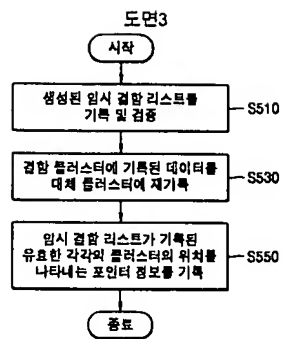 도면3
시작
생성된 임시 결함 리스트를
기록 및 검증
S510
결함 클러스터에 기록된 데이터를
대체 클러스터에 재기록
S530
임시 결함 리스트가 기록된
유효한 각각의 클러스터의 위치를
나타내는 포인터 정보를 기록
S550
종료